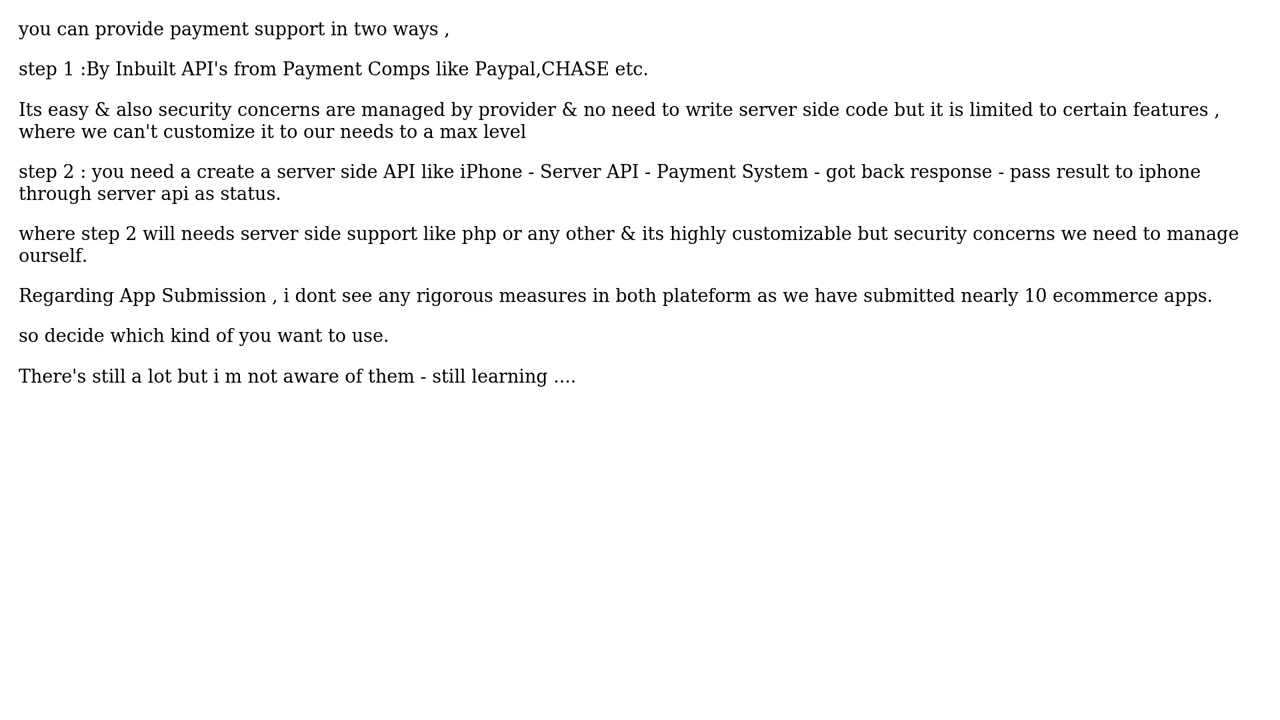 you can provide payment support in two ways ,
step 1 :By Inbuilt API's from Payment Comps like Paypal,CHASE etc.
Its easy & also security concerns are managed by provider & no need to write server side code but it is limited to certain features ,
where we can't customize it to our needs to a max level
step 2 : you need a create a server side API like iPhone - Server API - Payment System - got back response - pass result to iphone
through server api as status.
where step 2 will needs server side support like php or any other & its highly customizable but security concerns we need to manage
ourself.
Regarding App Submission , i dont see any rigorous measures in both plateform as we have submitted nearly 10 ecommerce apps.
so decide which kind of you want to use.
There's still a lot but i m not aware of them - still learning ....